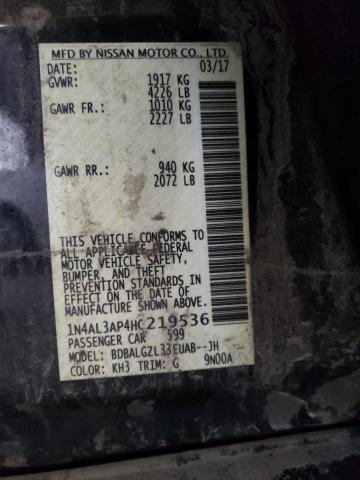 MFD BY NISSAN MOTOR CO., LTD.
DATE: 03/17
GVWR: 1917 KG
4226 LB
GAWR FR.: 1010 KG
2227 LB
GAWR RR.: 940 KG
2072 LB
THIS VEHICLE CONFORMS TO
ALL APPLICABLE FEDERAL
MOTOR VEHICLE SAFETY,
BUMPER, AND THEFT
PREVENTION STANDARDS
IN EFFECT ON THE DATE OF
MANUFACTURE SHOWN ABOVE.
1N4AL3AP4HC219536
PASSENGER CAR 599
MODEL: BDBALGZL33EUAB--JH
COLOR: KH3 TRIM: G 9N00A